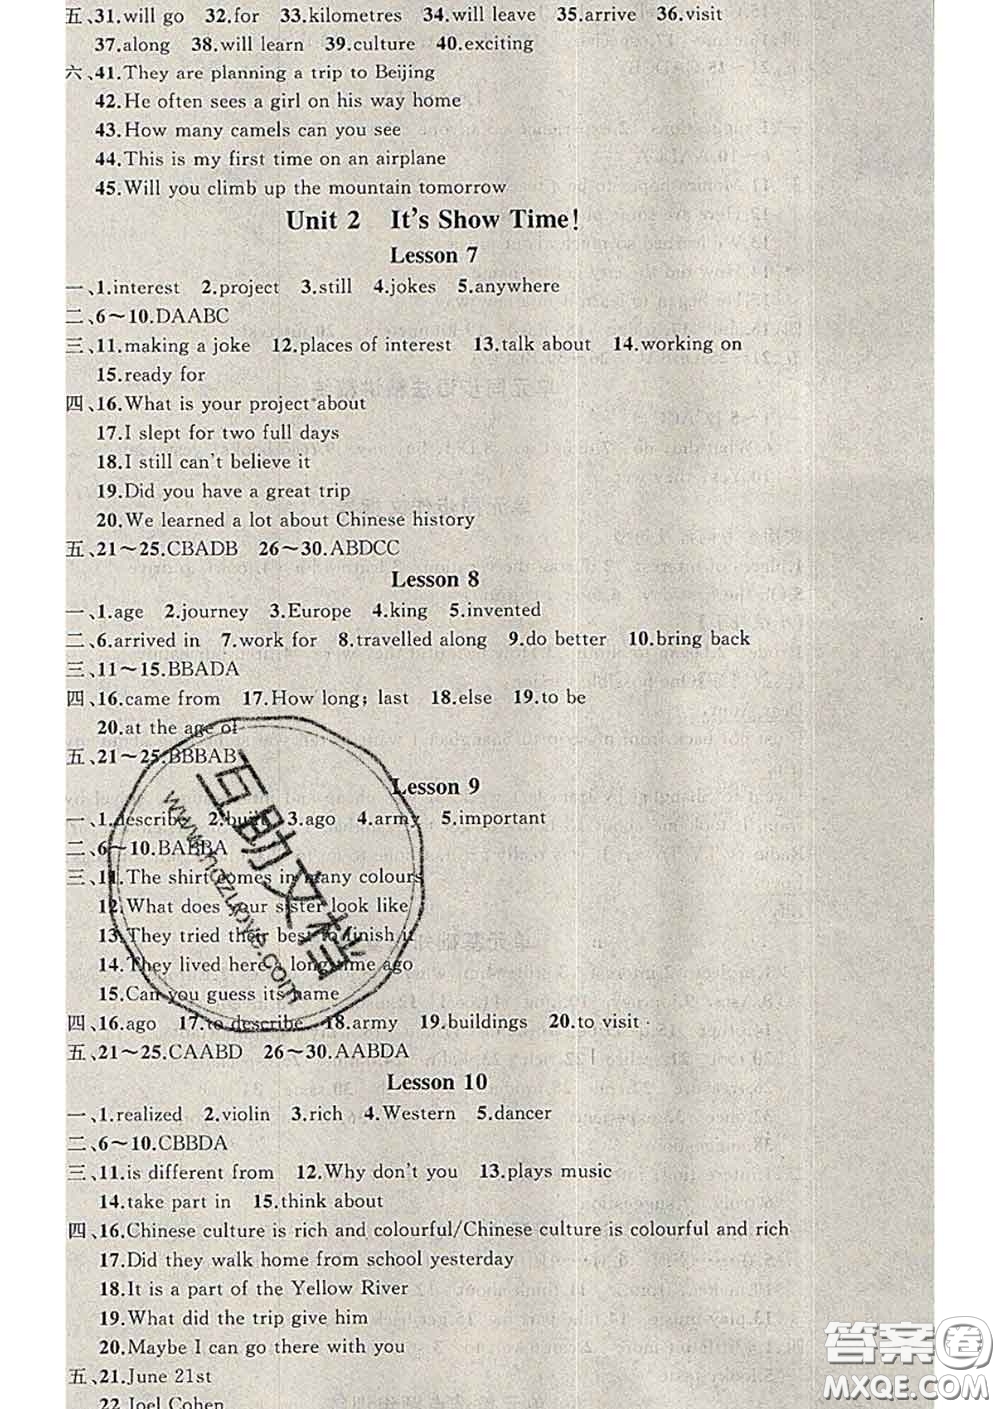 五、31.will go 32.for 33.kilometres 34.will leave 35.arrive 36.visit
37.along 38.will learn 39.culture 40.exciting
六、41.They are planning a trip to Beijing
42.He often sees a girl on his way home
43.How many camels can you see
44.This is my first time on an airplane
45.Will you climb up the mountain tomorrow
Unit 2 It's Show Time!
Lesson 7
一、1.interest 2.project 3.still 4.jokes 5.anywhere
二、6～10.DAABC
三、11.making a joke 12.places of interest 13.talk about 14.working on
15.ready for
四、16.What is your project about
17.I slept for two full days
18.I still can't believe it
19.Did you have a great trip
20.We learned a lot about Chinese history
五、21～25.CBADB 26～30.ABDCC
Lesson 8
一、1.age 2.journey 3.Europe 4.king 5.invented
二、6.arrived in 7.work for 8.travelled along 9.do better 10.bring back
三、11～15.BBADA
四、16.came from 17.How long; last 18.else 19.to be
20.at the age of
五、21～25.BBBAB
Lesson 9
一、1.describe 2.built 3.ago 4.army 5.important
二、6～10.BABBA
三、11.The shirt comes in many colours
12.What does your sister look like
13.They tried their best to finish it
14.They lived here a long time ago
15.Can you guess its name
四、16.ago 17.to describe 18.army 19.buildings 20.to visit
五、21～25.CAABD 26～30.AABDA
Lesson 10
一、1.realized 2.violin 3.rich 4.Western 5.dancer
二、6～10.CBBDA
三、11.is different from 12.Why don't you 13.plays music
14.take part in 15.think about
四、16.Chinese culture is rich and colourful/Chinese culture is colourful and rich
17.Did they walk home from school yesterday
18.It is a part of the Yellow River
19.What did the trip give him
20.Maybe I can go there with you
五、21.June 21st
22.Joel Cohen
互助文档
www.hdzuoye.com
答案圈
MXQE.COM